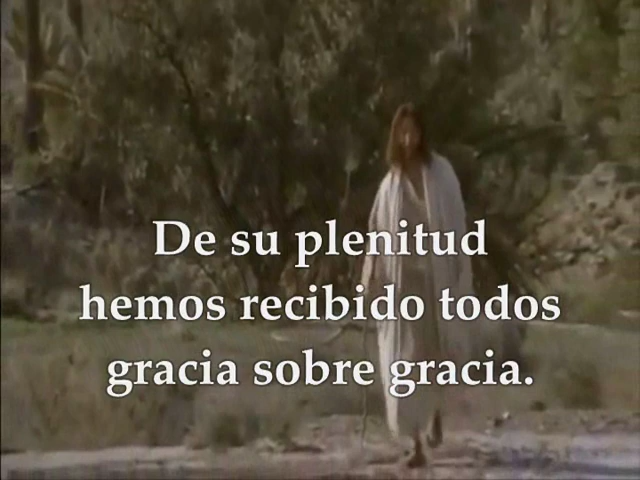 De su plenitud
hemos recibido todos
gracia sobre gracia.